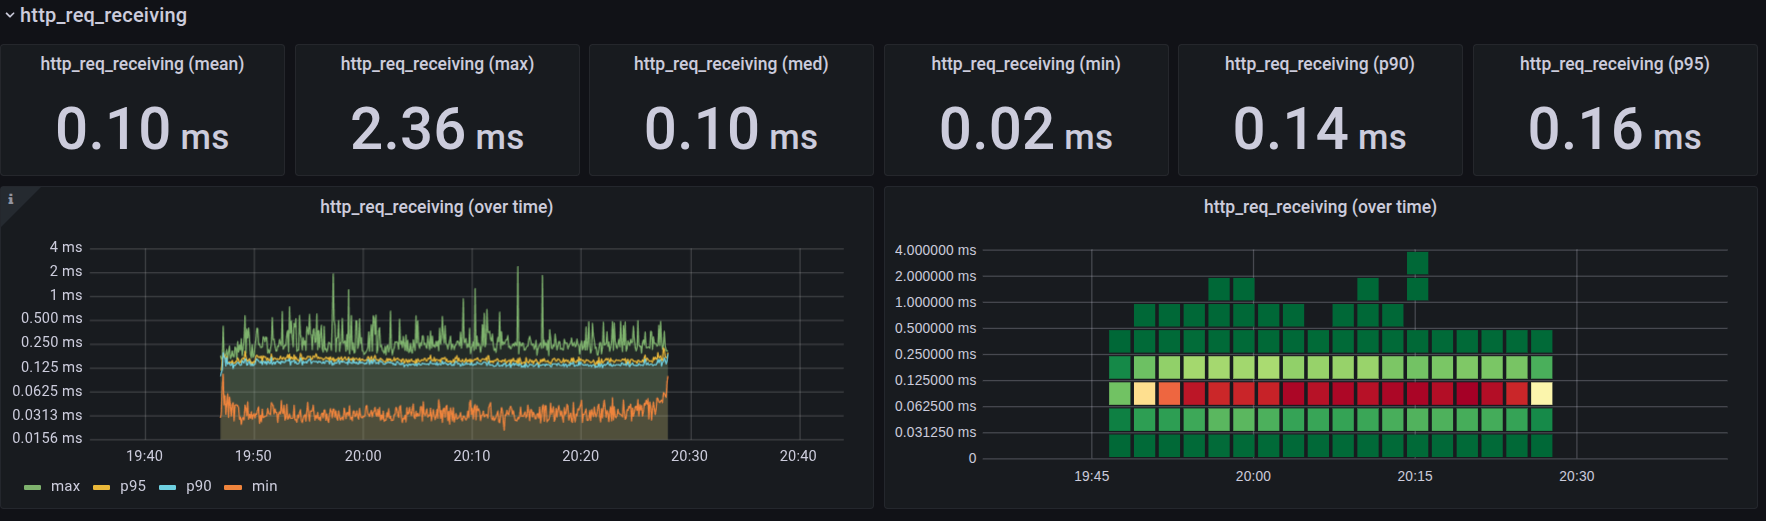 http_req_receiving
http_req_receiving (mean)
0.10 ms
http_req_receiving (max)
2.36 ms
http_req_receiving (med)
0.10 ms
http_req_receiving (min)
0.02 ms
http_req_receiving (p90)
0.14 ms
http_req_receiving (p95)
0.16 ms
i
http_req_receiving (over time)
4 ms
2 ms
1 ms
0.500 ms
0.250 ms
0.125 ms
0.0625 ms
0.0313 ms
0.0156 ms
19:40 19:50 20:00 20:10 20:20 20:30 20:40
max p95 p90 min
http_req_receiving (over time)
4.000000 ms
2.000000 ms
1.000000 ms
0.500000 ms
0.250000 ms
0.125000 ms
0.062500 ms
0.031250 ms
0
19:45 20:00 20:15 20:30